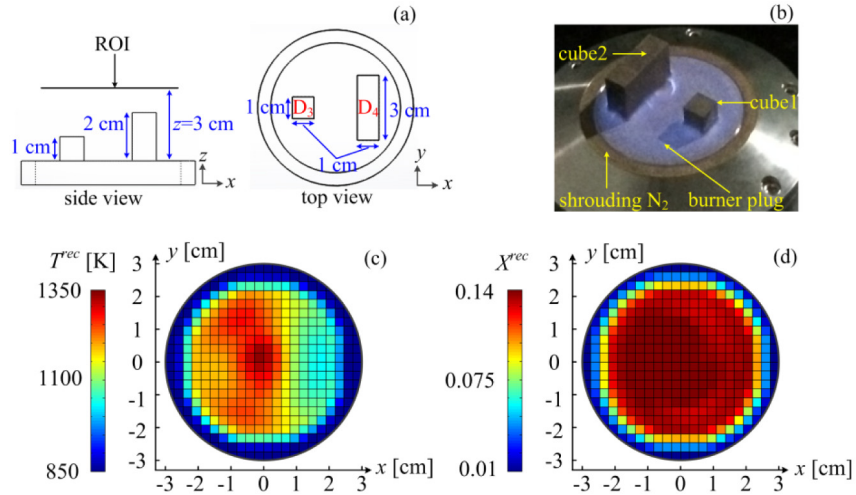 (a)
ROI
1 cm
2 cm
z=3 cm
z
x
side view
1 cm
D3
D4
3 cm
1 cm
y
x
top view
(b)
cube2
cube1
shrouding N2
burner plug
T^rec [K]
1350
1100
850
y [cm]
(c)
3
2
1
0
-1
-2
-3
-3 -2 -1 0 1 2 3
x [cm]
X^rec
0.14
0.075
0.01
y [cm]
(d)
3
2
1
0
-1
-2
-3
-3 -2 -1 0 1 2 3
x [cm]